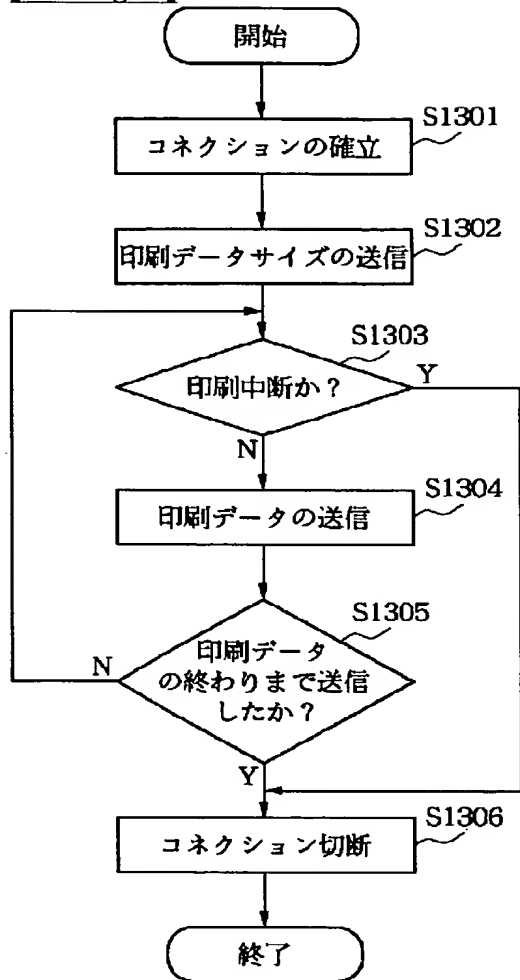 開始
S1301
コネクションの確立
S1302
印刷データサイズの送信
S1303
印刷中断か？
Y
N
S1304
印刷データの送信
S1305
印刷データ
の終わりまで送信
したか？
N
Y
S1306
コネクション切断
終了